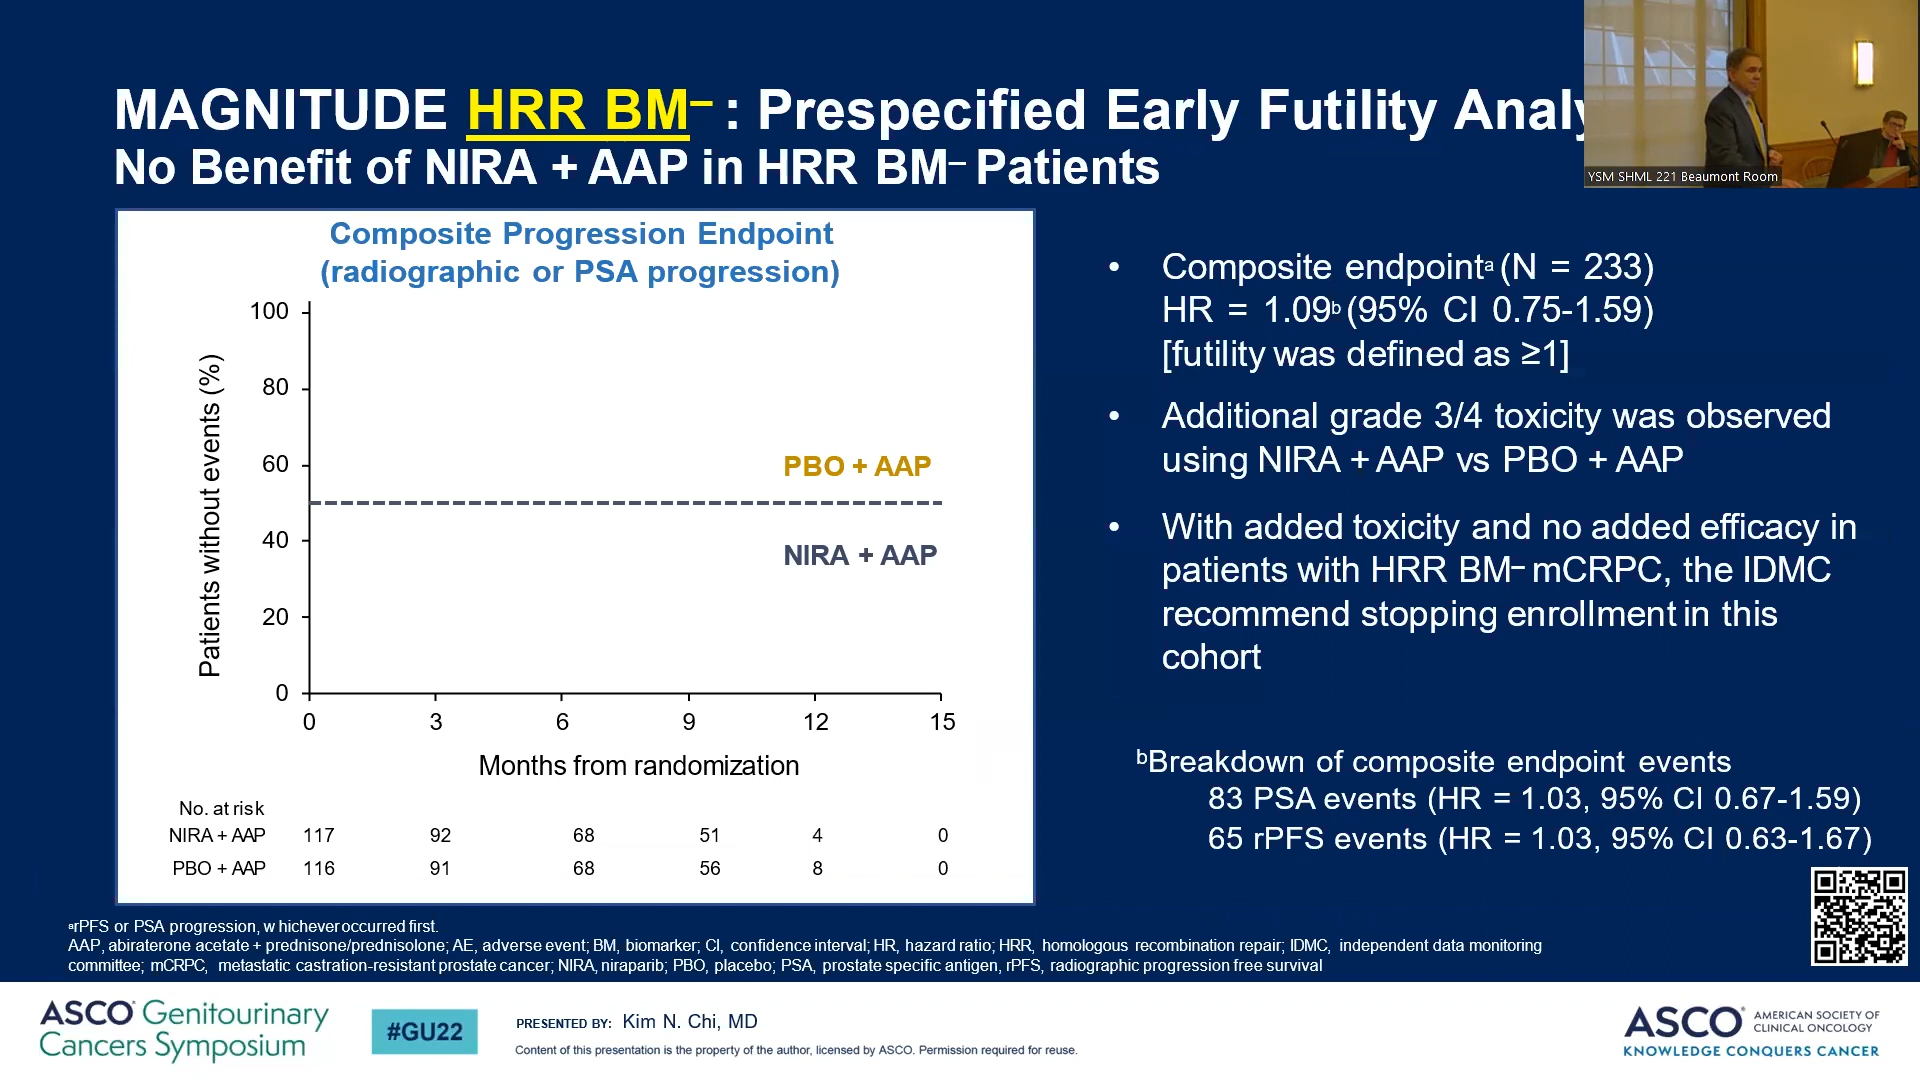 MAGNITUDE HRR BM– : Prespecified Early Futility Analy
No Benefit of NIRA + AAP in HRR BM– Patients
YSM SHML 221 Beaumont Room
Composite Progression Endpoint
(radiographic or PSA progression)
Patients without events (%)
100
80
60
40
20
0
PBO + AAP
NIRA + AAP
0 3 6 9 12 15
Months from randomization
No. at risk
NIRA + AAP 117 92 68 51 4 0
PBO + AAP 116 91 68 56 8 0
• Composite endpointᵃ (N = 233)
HR = 1.09ᵇ (95% CI 0.75-1.59)
[futility was defined as ≥1]
• Additional grade 3/4 toxicity was observed
using NIRA + AAP vs PBO + AAP
• With added toxicity and no added efficacy in
patients with HRR BM– mCRPC, the IDMC
recommend stopping enrollment in this
cohort
ᵇBreakdown of composite endpoint events
83 PSA events (HR = 1.03, 95% CI 0.67-1.59)
65 rPFS events (HR = 1.03, 95% CI 0.63-1.67)
ᵃrPFS or PSA progression, whichever occurred first.
AAP, abiraterone acetate + prednisone/prednisolone; AE, adverse event; BM, biomarker; CI, confidence interval; HR, hazard ratio; HRR, homologous recombination repair; IDMC, independent data monitoring
committee; mCRPC, metastatic castration-resistant prostate cancer; NIRA, niraparib; PBO, placebo; PSA, prostate specific antigen, rPFS, radiographic progression free survival
ASCO Genitourinary
Cancers Symposium
#GU22
PRESENTED BY: Kim N. Chi, MD
Content of this presentation is the property of the author, licensed by ASCO. Permission required for reuse.
ASCO AMERICAN SOCIETY OF
CLINICAL ONCOLOGY
KNOWLEDGE CONQUERS CANCER